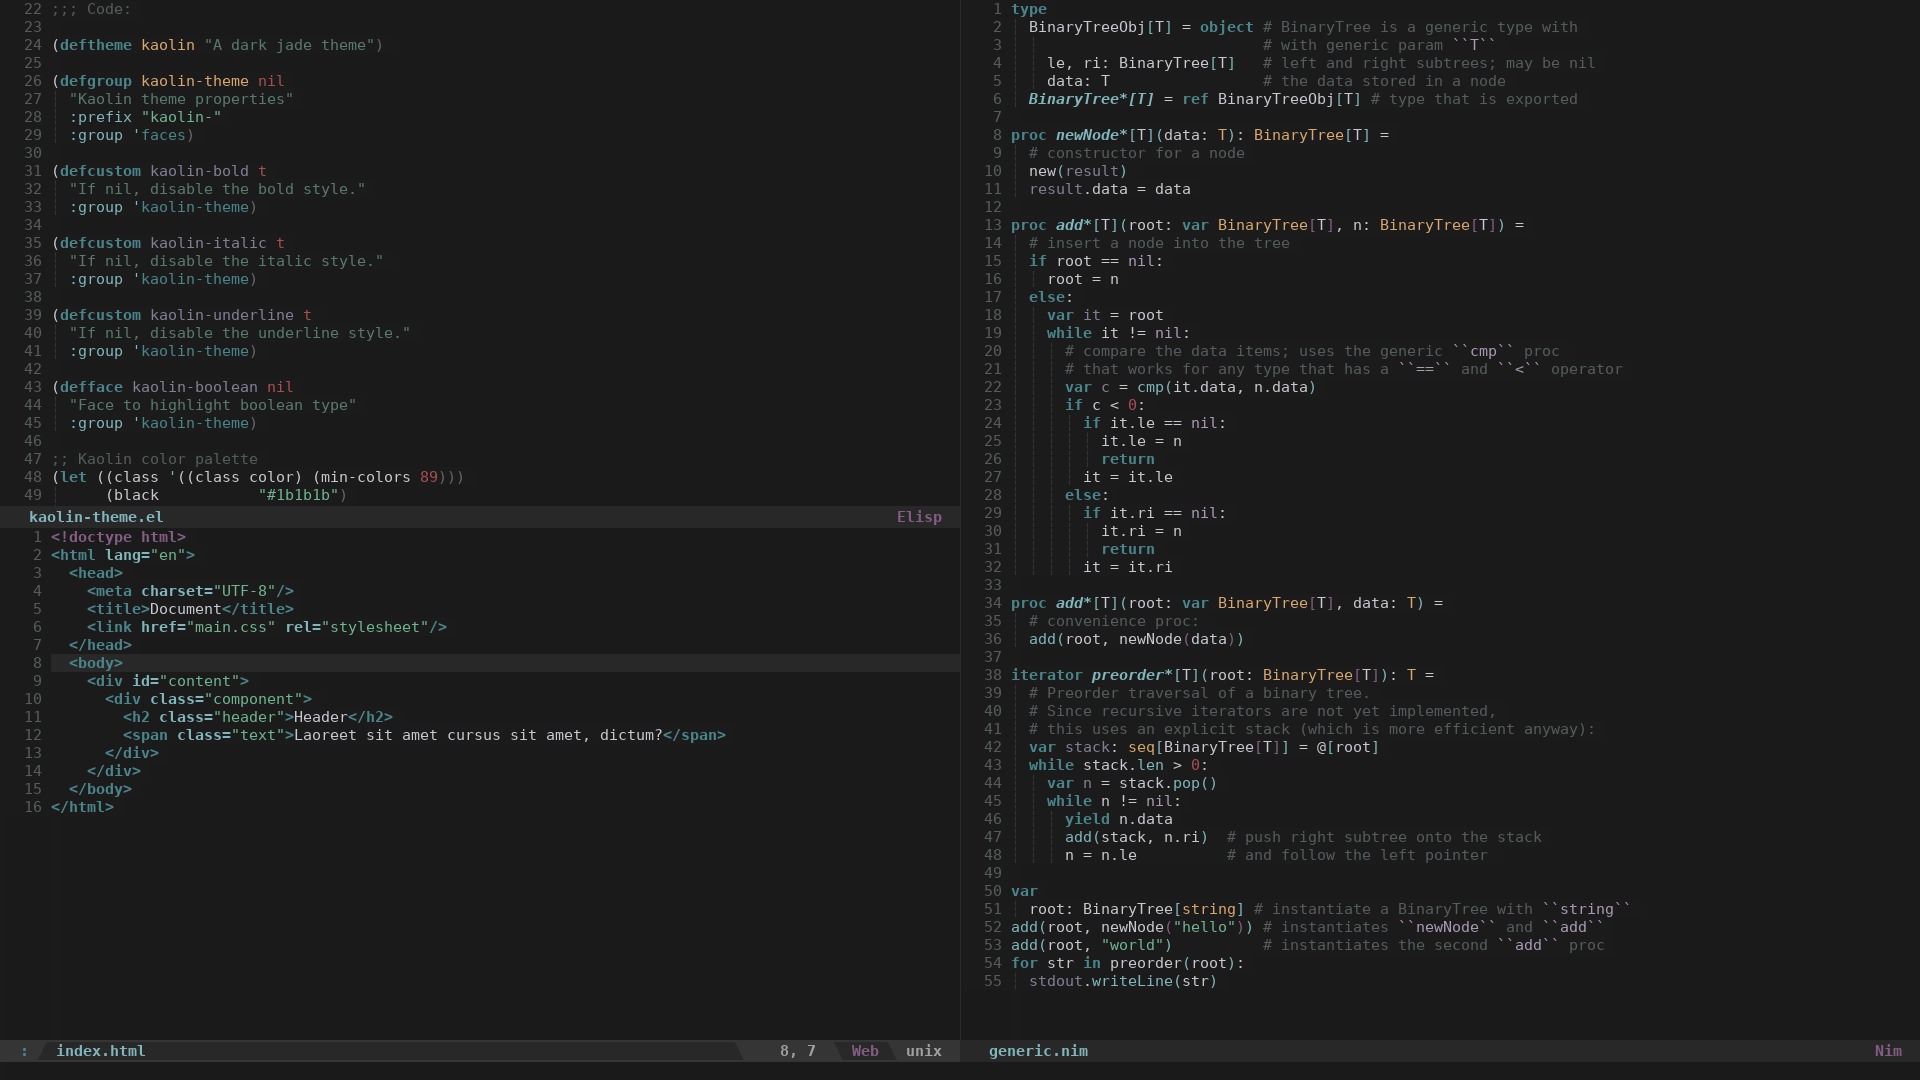 22 ;;; Code:
23
24 (deftheme kaolin "A dark jade theme")
25
26 (defgroup kaolin-theme nil
27   "Kaolin theme properties"
28   :prefix "kaolin-"
29   :group 'faces)
30
31 (defcustom kaolin-bold t
32   "If nil, disable the bold style."
33   :group 'kaolin-theme)
34
35 (defcustom kaolin-italic t
36   "If nil, disable the italic style."
37   :group 'kaolin-theme)
38
39 (defcustom kaolin-underline t
40   "If nil, disable the underline style."
41   :group 'kaolin-theme)
42
43 (defface kaolin-boolean nil
44   "Face to highlight boolean type"
45   :group 'kaolin-theme)
46
47 ;; Kaolin color palette
48 (let ((class '((class color) (min-colors 89)))
49       (black           "#1b1b1b")
kaolin-theme.el Elisp
1 <!doctype html>
2 <html lang="en">
3   <head>
4     <meta charset="UTF-8"/>
5     <title>Document</title>
6     <link href="main.css" rel="stylesheet"/>
7   </head>
8   <body>
9     <div id="content">
10       <div class="component">
11         <h2 class="header">Header</h2>
12         <span class="text">Laoreet sit amet cursus sit amet, dictum?</span>
13       </div>
14     </div>
15   </body>
16 </html>
: index.html 8, 7 Web unix
1 type
2   BinaryTreeObj[T] = object # BinaryTree is a generic type with
3                             # with generic param ``T``
4     le, ri: BinaryTree[T]   # left and right subtrees; may be nil
5     data: T                 # the data stored in a node
6   BinaryTree*[T] = ref BinaryTreeObj[T] # type that is exported
7
8 proc newNode*[T](data: T): BinaryTree[T] =
9   # constructor for a node
10   new(result)
11   result.data = data
12
13 proc add*[T](root: var BinaryTree[T], n: BinaryTree[T]) =
14   # insert a node into the tree
15   if root == nil:
16     root = n
17   else:
18     var it = root
19     while it != nil:
20       # compare the data items; uses the generic ``cmp`` proc
21       # that works for any type that has a ``==`` and ``<`` operator
22       var c = cmp(it.data, n.data)
23       if c < 0:
24         if it.le == nil:
25           it.le = n
26           return
27         it = it.le
28       else:
29         if it.ri == nil:
30           it.ri = n
31           return
32         it = it.ri
33
34 proc add*[T](root: var BinaryTree[T], data: T) =
35   # convenience proc:
36   add(root, newNode(data))
37
38 iterator preorder*[T](root: BinaryTree[T]): T =
39   # Preorder traversal of a binary tree.
40   # Since recursive iterators are not yet implemented,
41   # this uses an explicit stack (which is more efficient anyway):
42   var stack: seq[BinaryTree[T]] = @[root]
43   while stack.len > 0:
44     var n = stack.pop()
45     while n != nil:
46       yield n.data
47       add(stack, n.ri)  # push right subtree onto the stack
48       n = n.le          # and follow the left pointer
49
50 var
51   root: BinaryTree[string] # instantiate a BinaryTree with ``string``
52 add(root, newNode("hello")) # instantiates ``newNode`` and ``add``
53 add(root, "world")          # instantiates the second ``add`` proc
54 for str in preorder(root):
55   stdout.writeLine(str)
generic.nim Nim